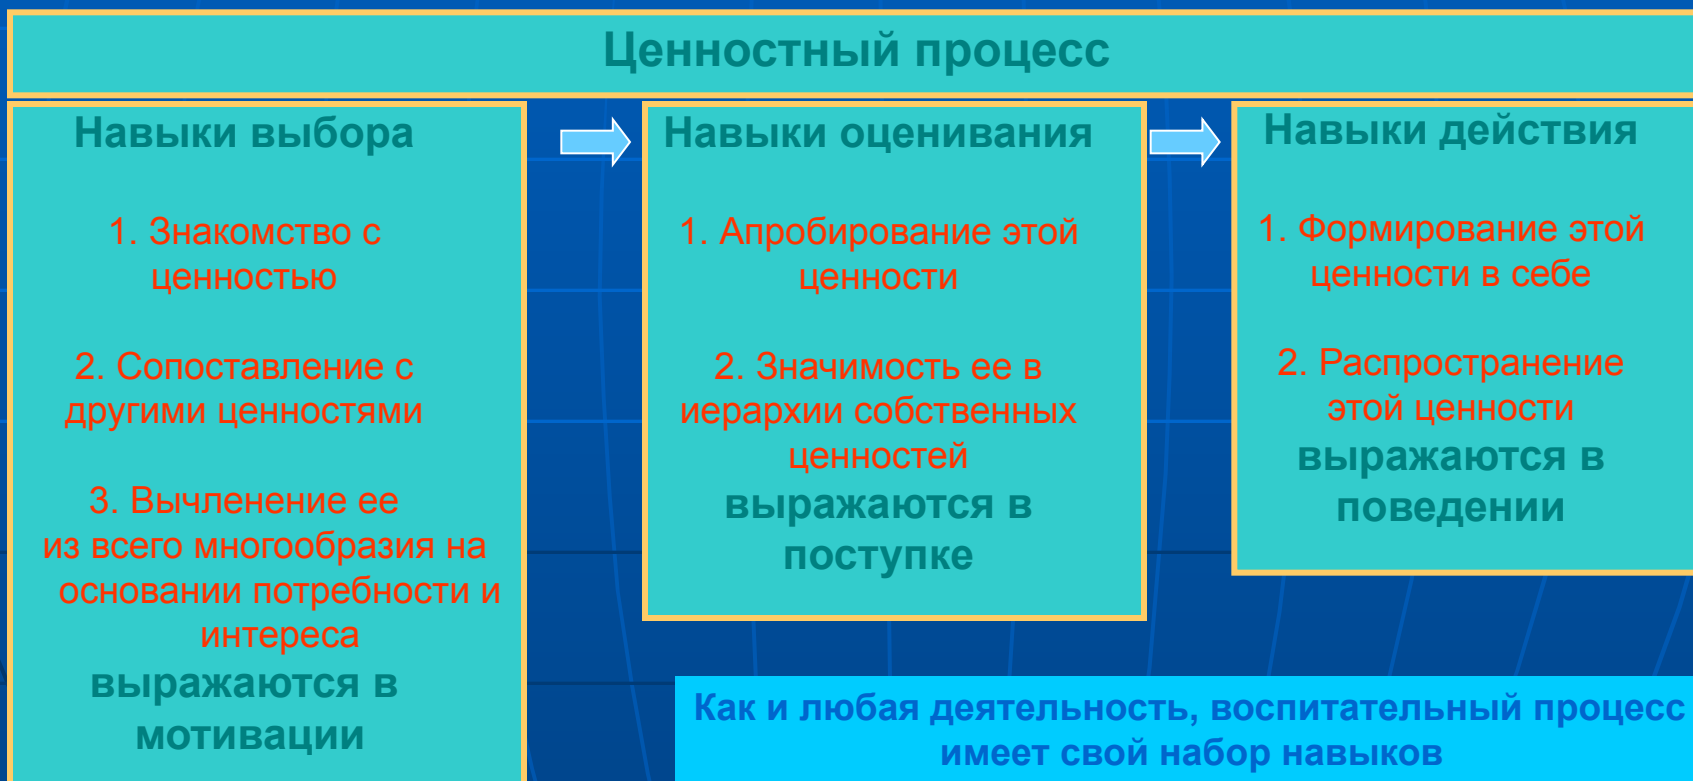 Ценностный процесс
Навыки выбора
1. Знакомство с
ценностью
2. Сопоставление с
другими ценностями
3. Вычленение ее
из всего многообразия на
основании потребности и
интереса
выражаются в
мотивации
Навыки оценивания
1. Апробирование этой
ценности
2. Значимость ее в
иерархии собственных
ценностей
выражаются в
поступке
Навыки действия
1. Формирование этой
ценности в себе
2. Распространение
этой ценности
выражаются в
поведении
Как и любая деятельность, воспитательный процесс
имеет свой набор навыков